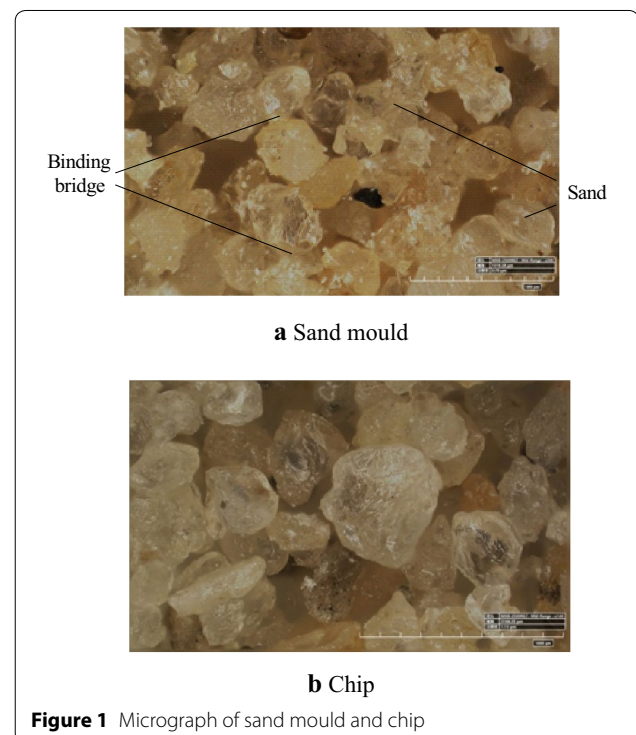 Binding
bridge
Sand
a Sand mould
b Chip
Figure 1 Micrograph of sand mould and chip